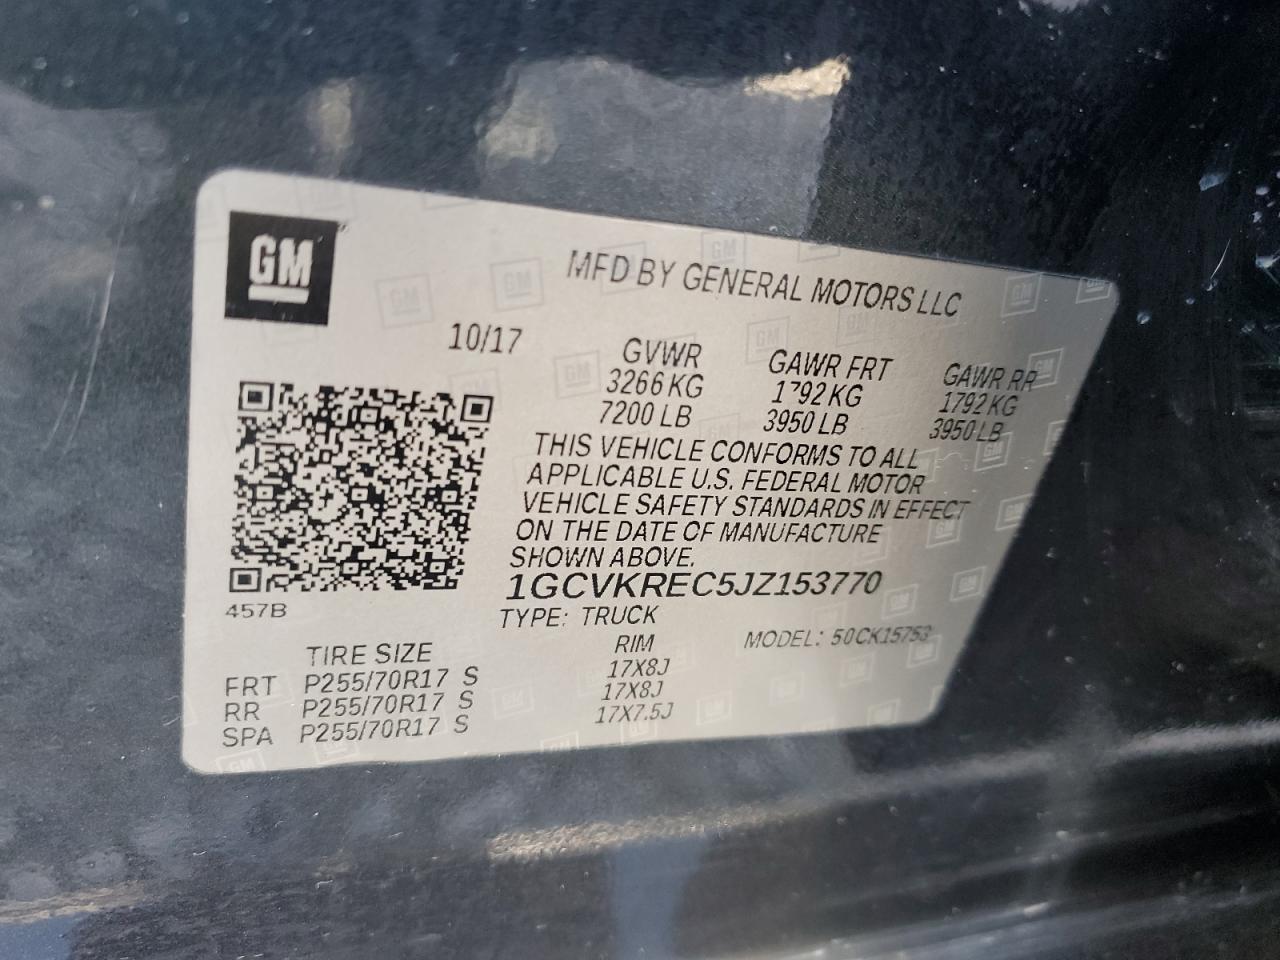 GM
MFD BY GENERAL MOTORS LLC
10/17
GVWR GAWR FRT GAWR RR
3266 KG 1792 KG 1792 KG
7200 LB 3950 LB 3950 LB
THIS VEHICLE CONFORMS TO ALL
APPLICABLE U.S. FEDERAL MOTOR
VEHICLE SAFETY STANDARDS IN EFFECT
ON THE DATE OF MANUFACTURE
SHOWN ABOVE.
1GCVKREC5JZ153770
457B
TYPE: TRUCK
MODEL: 50CK15753
TIRE SIZE RIM
FRT P255/70R17 S 17X8J
RR P255/70R17 S 17X8J
SPA P255/70R17 S 17X7.5J